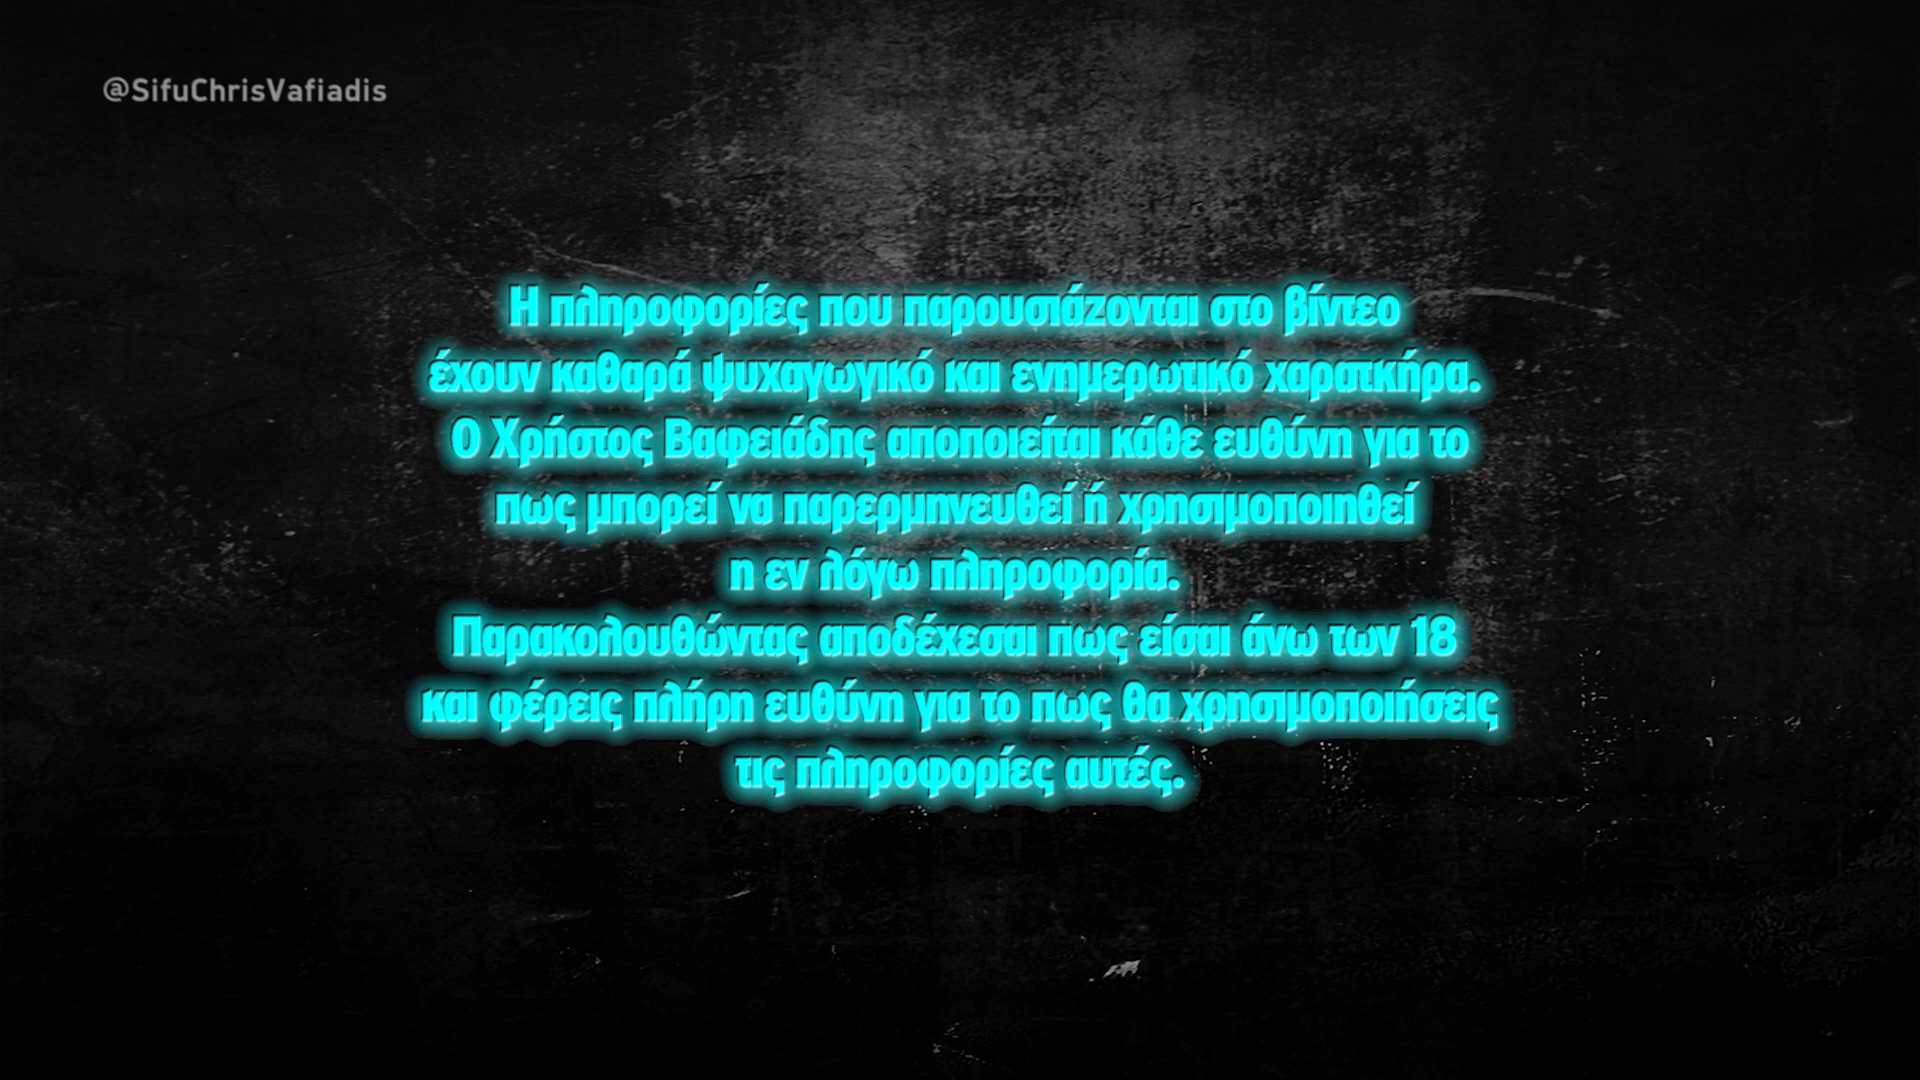 @SifuChrisVafiadis
Η πληροφορίες που παρουσιάζονται στο βίντεο
έχουν καθαρά ψυχαγωγικό και ενημερωτικό χαρατκήρα.
Ο Χρήστος Βαφειάδης αποποιείται κάθε ευθύνη για το
πως μπορεί να παρερμηνευθεί ή χρησιμοποιηθεί
η εν λόγω πληροφορία.
Παρακολουθώντας αποδέχεσαι πως είσαι άνω των 18
και φέρεις πλήρη ευθύνη για το πως θα χρησιμοποιήσεις
τις πληροφορίες αυτές.